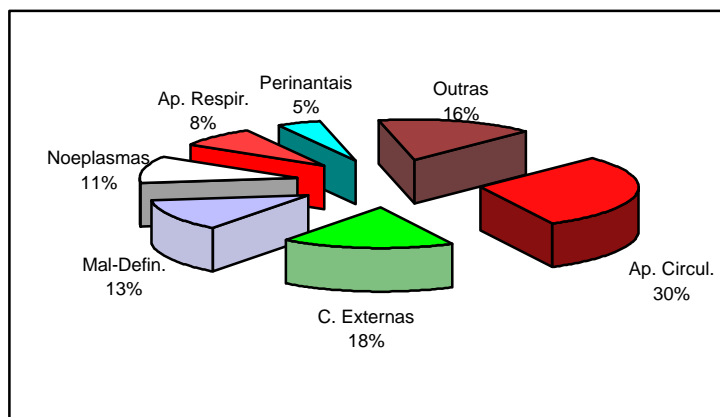 Perinantais
5%
Outras
16%
Ap. Respir.
8%
Noeplasmas
11%
Mal-Defin.
13%
Ap. Circul.
30%
C. Externas
18%